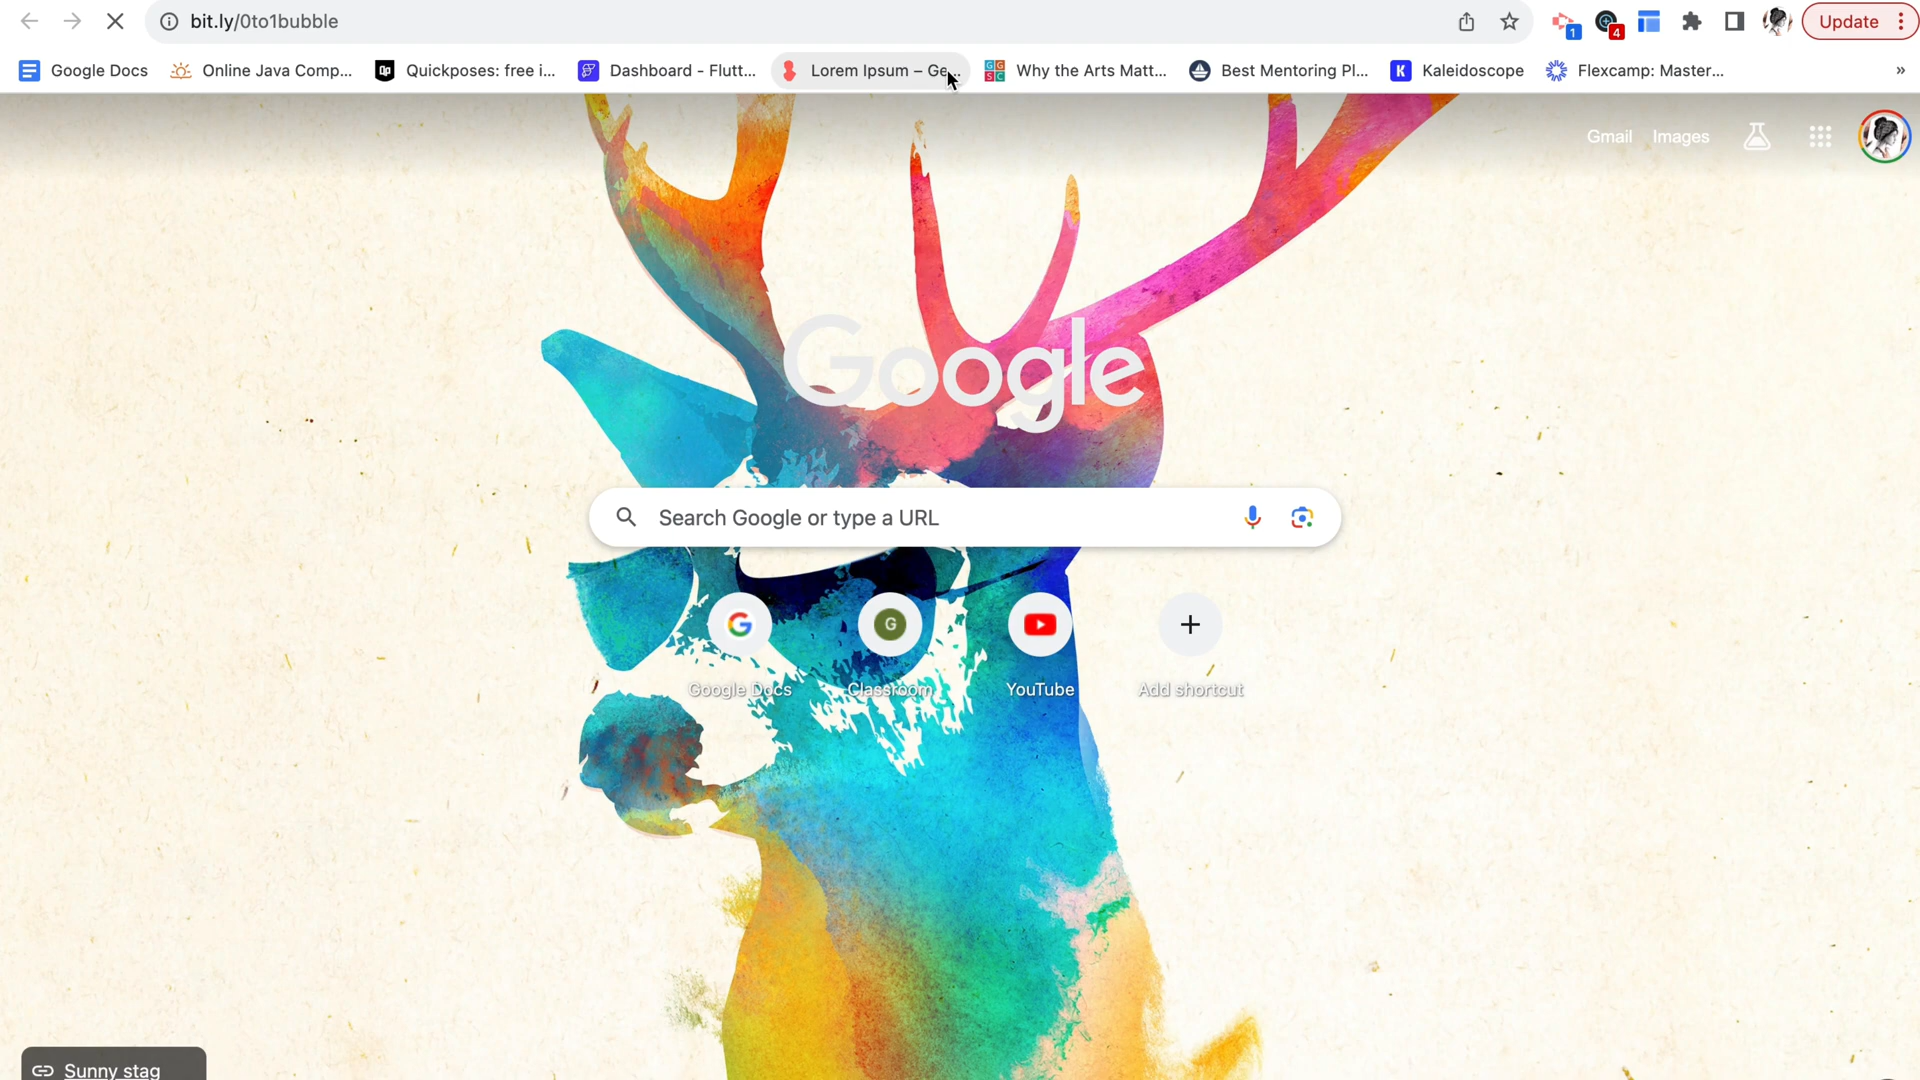 bit.ly/0to1bubble
1
4
Update
Google Docs
Online Java Comp...
Quickposes: free i...
Dashboard - Flutt...
Lorem Ipsum – Ge...
Why the Arts Matt...
Best Mentoring Pl...
Kaleidoscope
Flexcamp: Master...
»
Gmail
Images
Google
Search Google or type a URL
Google Docs
Classroom
YouTube
Add shortcut
Sunny stag